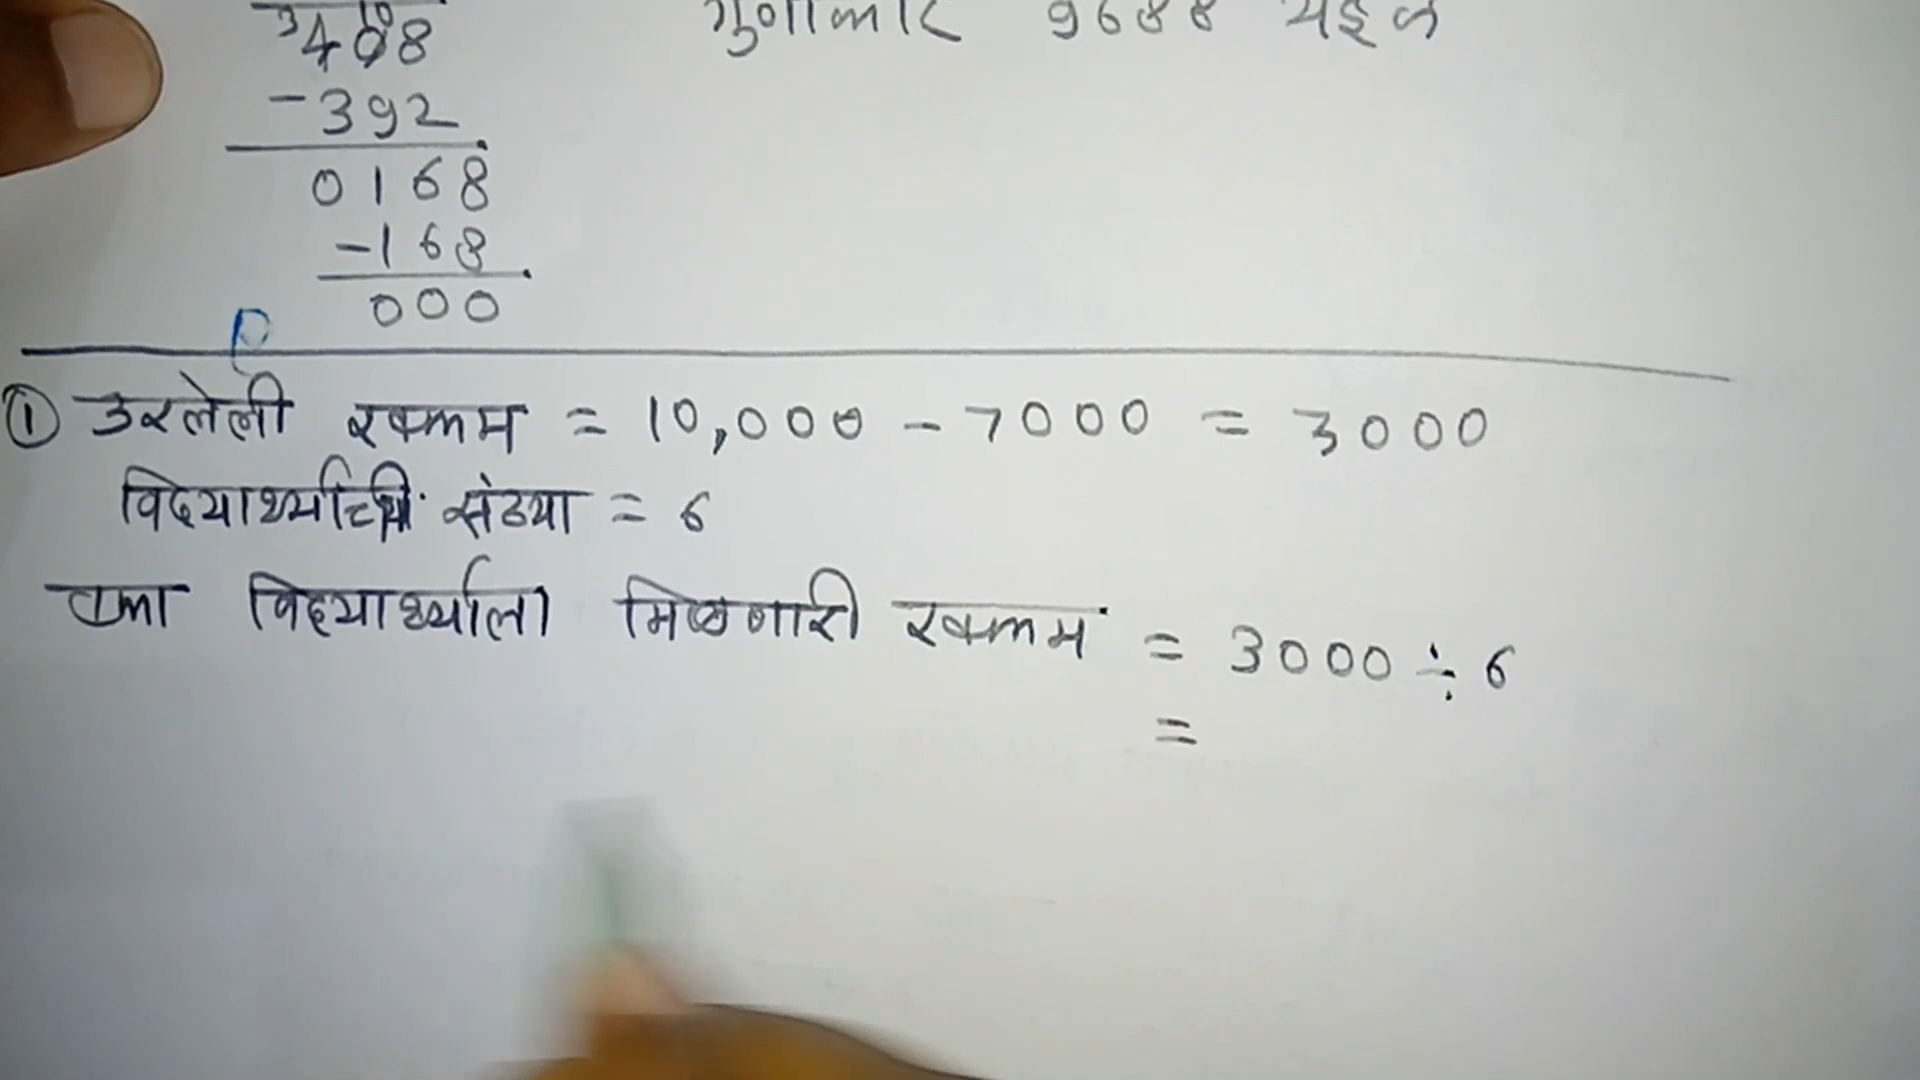 408
गुणाकार 9688 येईल
-392
0168
-168
000
① उरलेली रक्कम = 10,000 - 7000 = 3000
विद्यार्थ्यांची संख्या = 6
एका विद्यार्थ्याला मिळणारी रक्कम = 3000 ÷ 6
=